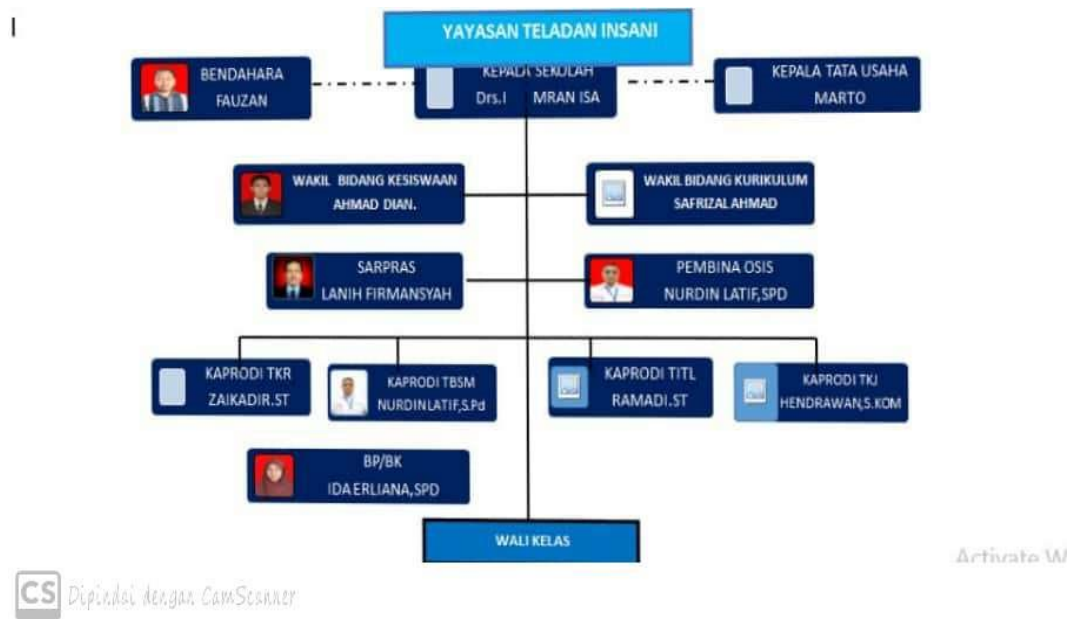 YAYASAN TELADAN INSANI
BENDAHARA
FAUZAN
KEPALA SEKOLAH
Drs.I MRAN ISA
KEPALA TATA USAHA
MARTO
WAKIL BIDANG KESISWAAN
AHMAD DIAN.
WAKIL BIDANG KURIKULUM
SAFRIZAL AHMAD
SARPRAS
LANIH FIRMANSYAH
PEMBINA OSIS
NURDIN LATIF,SPD
KAPRODI TKR
ZAIKADIR.ST
KAPRODI TBSM
NURDIN LATIF,S.Pd
KAPRODI TITL
RAMADI.ST
KAPRODI TKJ
HENDRAWAN,S.KOM
BP/BK
IDA ERLIANA,SPD
WALI KELAS
Activate W
CS Dipindai dengan CamScanner